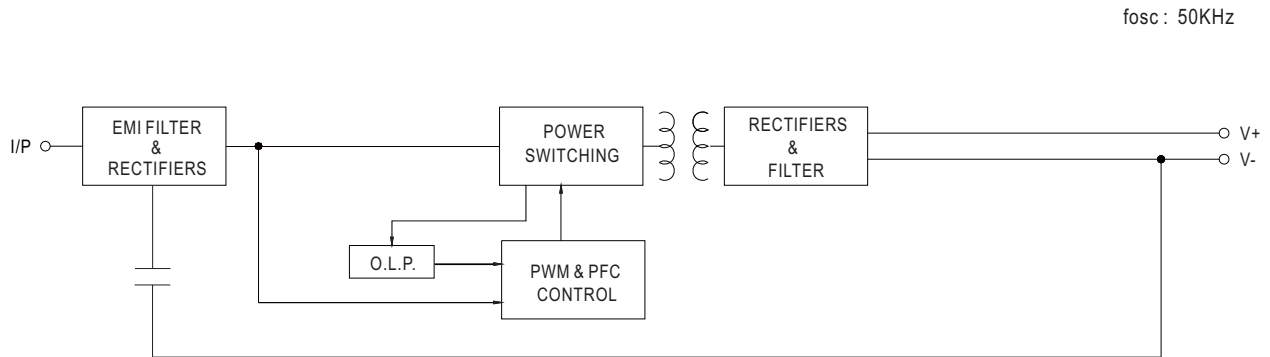 fosc : 50KHz
I/P
EMI FILTER
&
RECTIFIERS
POWER
SWITCHING
RECTIFIERS
&
FILTER
V+
V-
O.L.P.
PWM & PFC
CONTROL